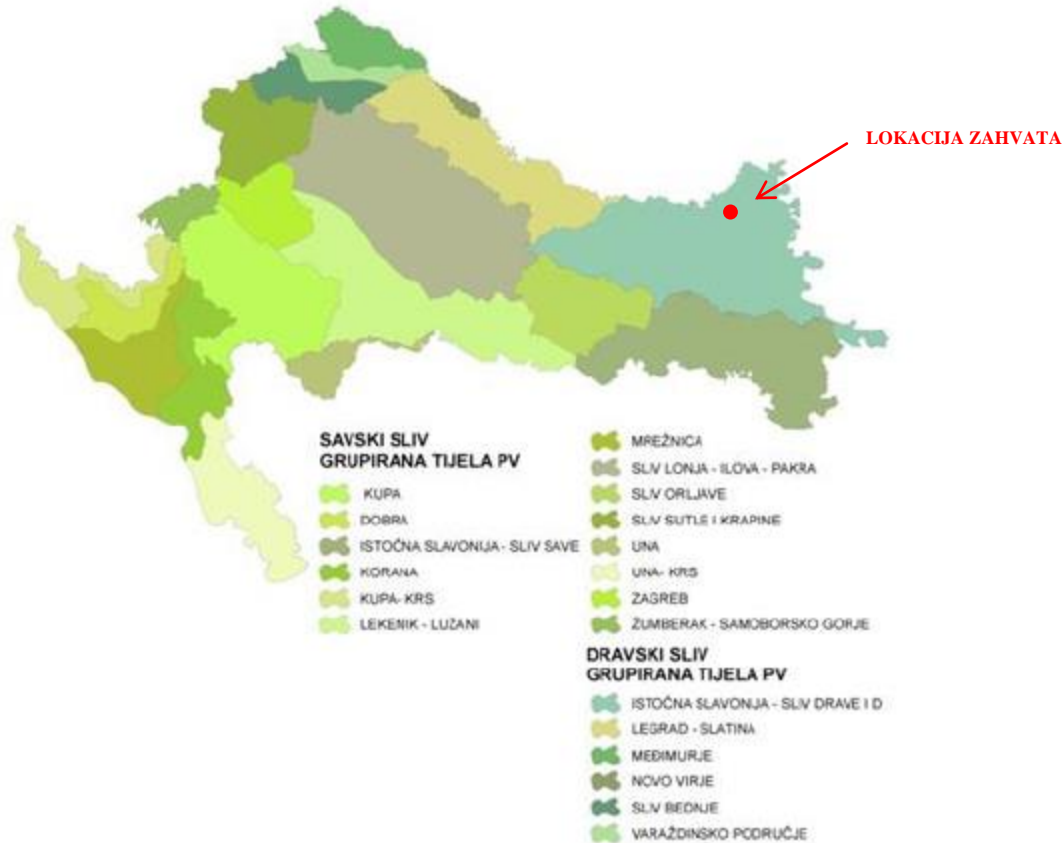 LOKACIJA ZAHVATA
SAVSKI SLIV
GRUPIRANA TIJELA PV
KUPA
DOBRA
ISTOČNA SLAVONIJA - SLIV SAVE
KORANA
KUPA- KRS
LEKENIK - LUŽANI
MREŽNICA
SLIV LONJA - ILOVA - PAKRA
SLIV ORLJAVE
SLIV SUTLE I KRAPINE
UNA
UNA- KRS
ZAGREB
ŽUMBERAK - SAMOBORSKO GORJE
DRAVSKI SLIV
GRUPIRANA TIJELA PV
ISTOČNA SLAVONIJA - SLIV DRAVE I D
LEGRAD - SLATINA
MEĐIMURJE
NOVO VIRJE
SLIV BEDNJE
VARAŽDINSKO PODRUČJE